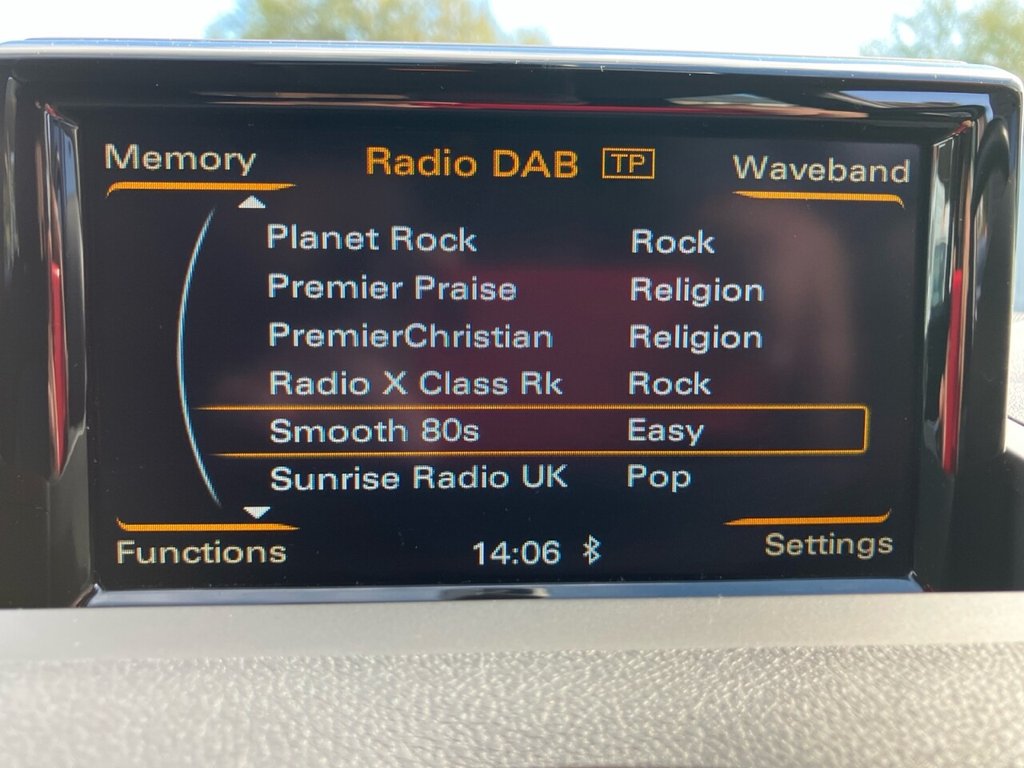 Memory Radio DAB TP Waveband
Planet Rock Rock
Premier Praise Religion
PremierChristian Religion
Radio X Class Rk Rock
Smooth 80s Easy
Sunrise Radio UK Pop
Functions 14:06 Settings